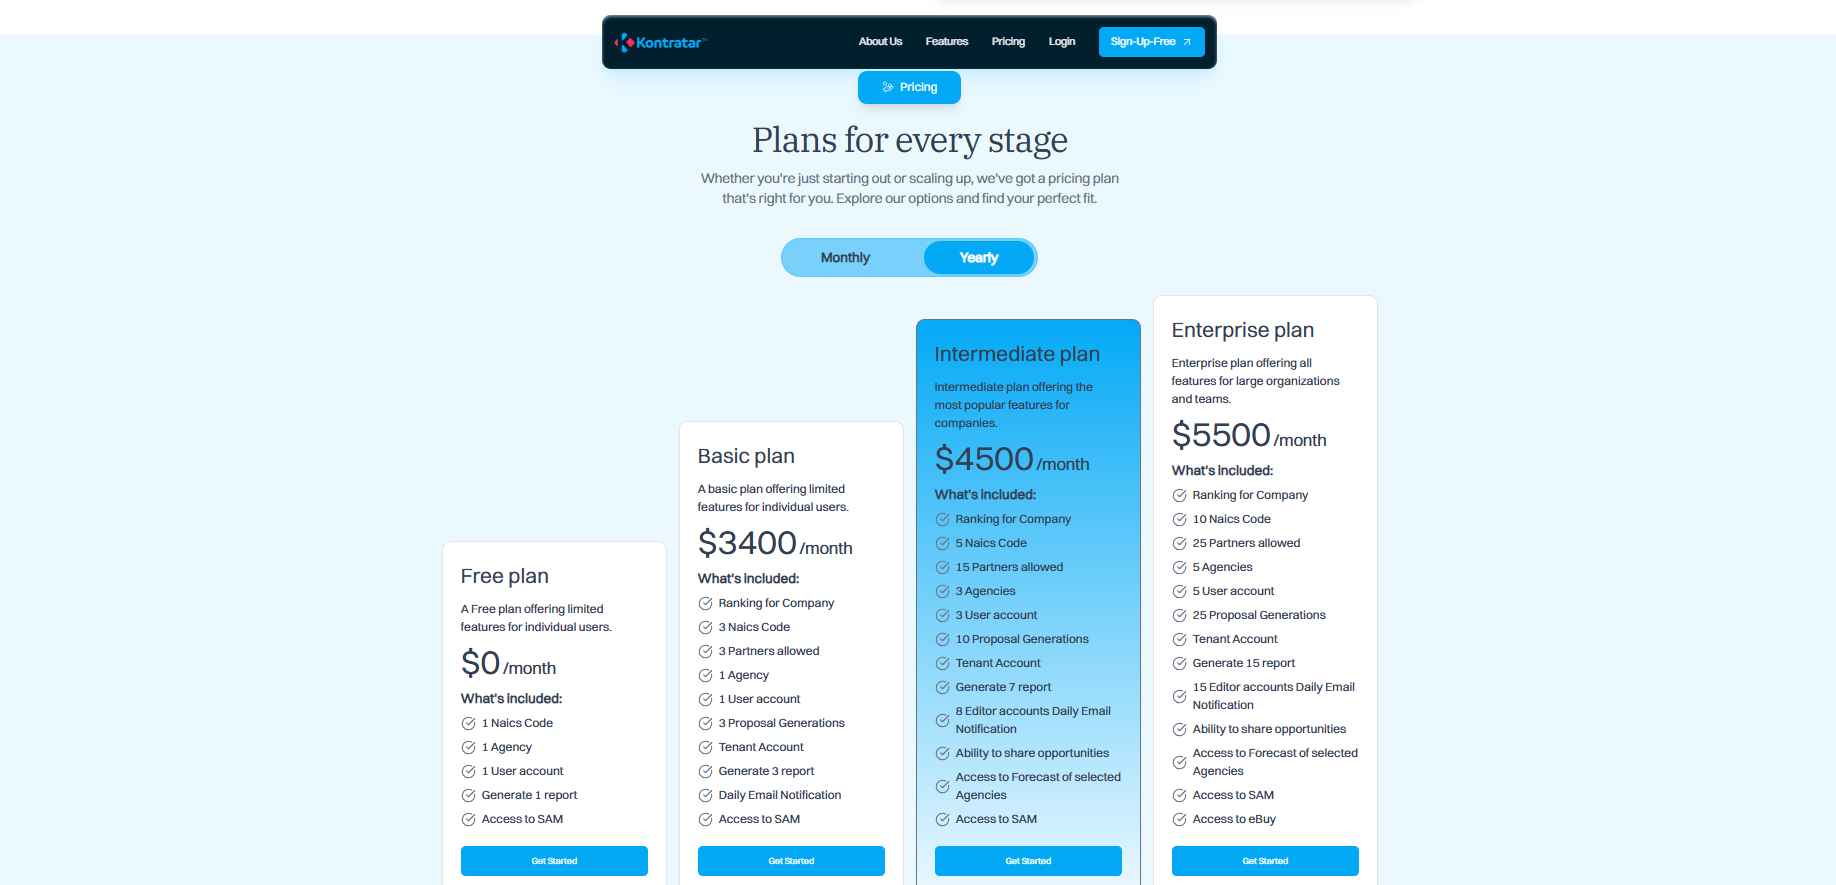 Kontratar
About Us
Features
Pricing
Login
Sign-Up-Free
Pricing
Plans for every stage
Whether you're just starting out or scaling up, we've got a pricing plan
that's right for you. Explore our options and find your perfect fit.
Monthly
Yearly
Free plan
A Free plan offering limited
features for individual users.
$0 /month
What's included:
1 Naics Code
1 Agency
1 User account
Generate 1 report
Access to SAM
Get Started
Basic plan
A basic plan offering limited
features for individual users.
$3400 /month
What's included:
Ranking for Company
3 Naics Code
3 Partners allowed
1 Agency
1 User account
3 Proposal Generations
Tenant Account
Generate 3 report
Daily Email Notification
Access to SAM
Get Started
Intermediate plan
Intermediate plan offering the
most popular features for
companies.
$4500 /month
What's included:
Ranking for Company
5 Naics Code
15 Partners allowed
3 Agencies
3 User account
10 Proposal Generations
Tenant Account
Generate 7 report
8 Editor accounts Daily Email
Notification
Ability to share opportunities
Access to Forecast of selected
Agencies
Access to SAM
Get Started
Enterprise plan
Enterprise plan offering all
features for large organizations
and teams.
$5500 /month
What's included:
Ranking for Company
10 Naics Code
25 Partners allowed
5 Agencies
5 User account
25 Proposal Generations
Tenant Account
Generate 15 report
15 Editor accounts Daily Email
Notification
Ability to share opportunities
Access to Forecast of selected
Agencies
Access to SAM
Access to eBuy
Get Started